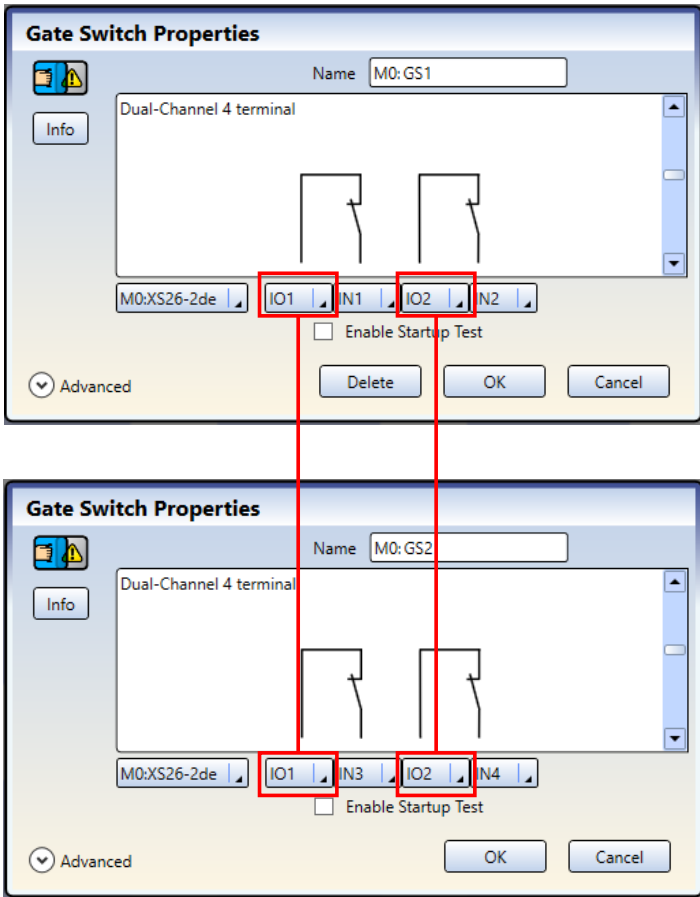 Gate Switch Properties
Name M0:GS1
Info
Dual-Channel 4 terminal
M0:XS26-2de IO1 IN1 IO2 IN2
Enable Startup Test
Advanced Delete OK Cancel
Gate Switch Properties
Name M0:GS2
Info
Dual-Channel 4 terminal
M0:XS26-2de IO1 IN3 IO2 IN4
Enable Startup Test
Advanced OK Cancel